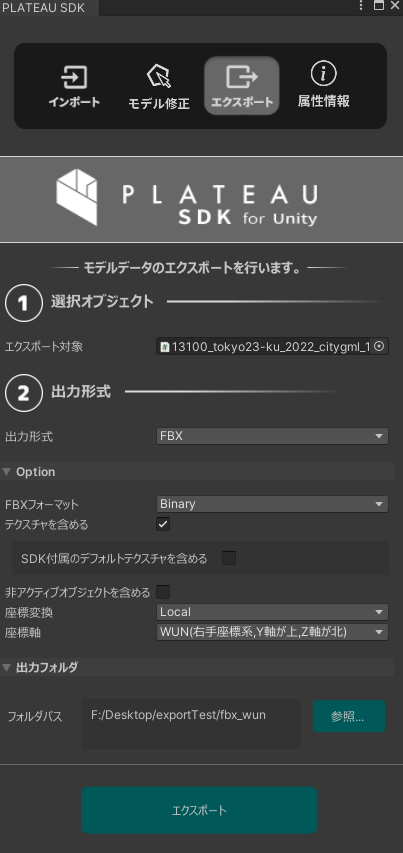 PLATEAU SDK
インポート
モデル修正
エクスポート
属性情報
PLATEAU
SDK for Unity
モデルデータのエクスポートを行います。
1 選択オブジェクト
エクスポート対象 13100_tokyo23-ku_2022_citygml_1
2 出力形式
出力形式 FBX
Option
FBXフォーマット Binary
テクスチャを含める
SDK付属のデフォルトテクスチャを含める
非アクティブオブジェクトを含める
座標変換 Local
座標軸 WUN(右手座標系,Y軸が上,Z軸が北)
出力フォルダ
フォルダパス F:/Desktop/exportTest/fbx_wun 参照...
エクスポート